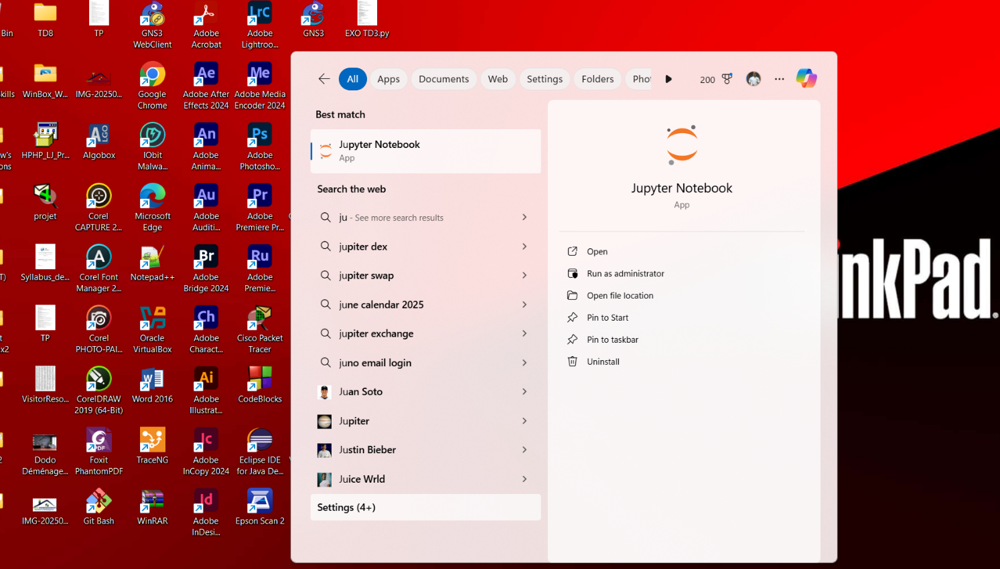 Bin
TD8
TP
GNS3
WebClient
Adobe
Acrobat
Adobe
Lightroo...
GNS3
EXO TD3.py
kills
WinBox_W...
IMG-20250...
Google
Chrome
Adobe After
Effects 2024
Adobe Media
Encoder 2024
w's
ons
HPHP_LJ_Pr...
Algobox
IObit
Malwa...
Adobe
Anima...
Adobe
Photosho...
projet
Corel
CAPTURE 2...
Microsoft
Edge
Adobe
Auditi...
Adobe
Premiere Pr...
T)
Syllabus_de...
Corel Font
Manager 2...
Notepad++
Adobe
Bridge 2024
Adobe
Premie...
t
x2
TP
Corel
PHOTO-PAI...
Oracle
VirtualBox
Adobe
Charact...
Cisco Packet
Tracer
VisitorReso...
CorelDRAW
2019 (64-Bit)
Word 2016
Adobe
Illustrat...
CodeBlocks
2
Dodo
Déménage...
Foxit
PhantomPDF
TraceNG
Adobe
InCopy 2024
Eclipse IDE
for Java De...
IMG-20250...
Git Bash
WinRAR
Adobe
InDesi...
Epson Scan 2
All
Apps
Documents
Web
Settings
Folders
Phot
200
Best match
Jupyter Notebook
App
Search the web
ju - See more search results
jupiter dex
jupiter swap
june calendar 2025
jupiter exchange
juno email login
Juan Soto
Jupiter
Justin Bieber
Juice Wrld
Settings (4+)
Jupyter Notebook
App
Open
Run as administrator
Open file location
Pin to Start
Pin to taskbar
Uninstall
inkPad.